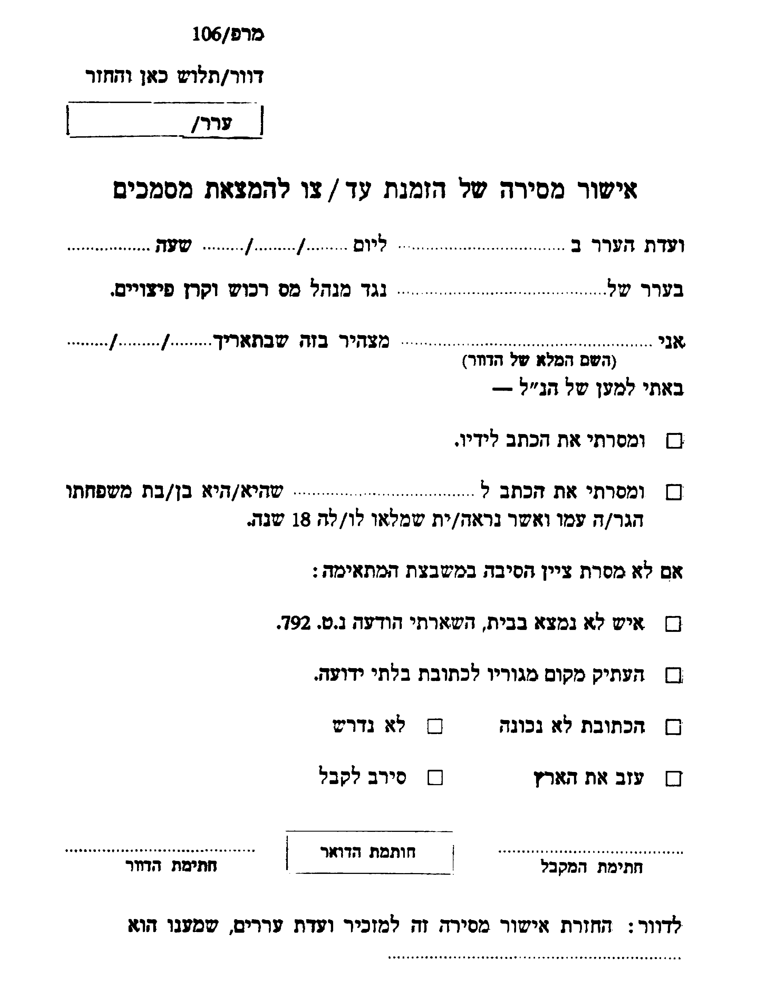 מרפ/106
דוור/תלוש כאן והחזר
ערר/
אישור מסירה של הזמנת עד / צו להמצאת מסמכים
ועדת הערר ב .................... ליום ........./........./......... שעה ..................
בערר של.................... נגד מנהל מס רכוש וקרן פיצויים.
אני .................... מצהיר בזה שבתאריך........./........./.........
(השם המלא של הדוור)
באתי למען של הנ"ל —
☐ ומסרתי את הכתב לידיו.
☐ ומסרתי את הכתב ל .................... שהיא/היא בן/בת משפחתו
הגר/ה עמו ואשר נראה/ית שמלאו לו/לה 18 שנה.
אם לא מסרת ציין הסיבה במשבצת המתאימה :
☐ איש לא נמצא בבית, השארתי הודעה נ.ט. 792.
☐ העתיק מקום מגוריו לכתובת בלתי ידועה.
☐ הכתובת לא נכונה ☐ לא נדרש
☐ עזב את הארץ ☐ סירב לקבל
חותמת הדואר
חתימת המקבל חתימת הדוור
לדוור : החזרת אישור מסירה זה למזכיר ועדת עררים, שמענו הוא
....................